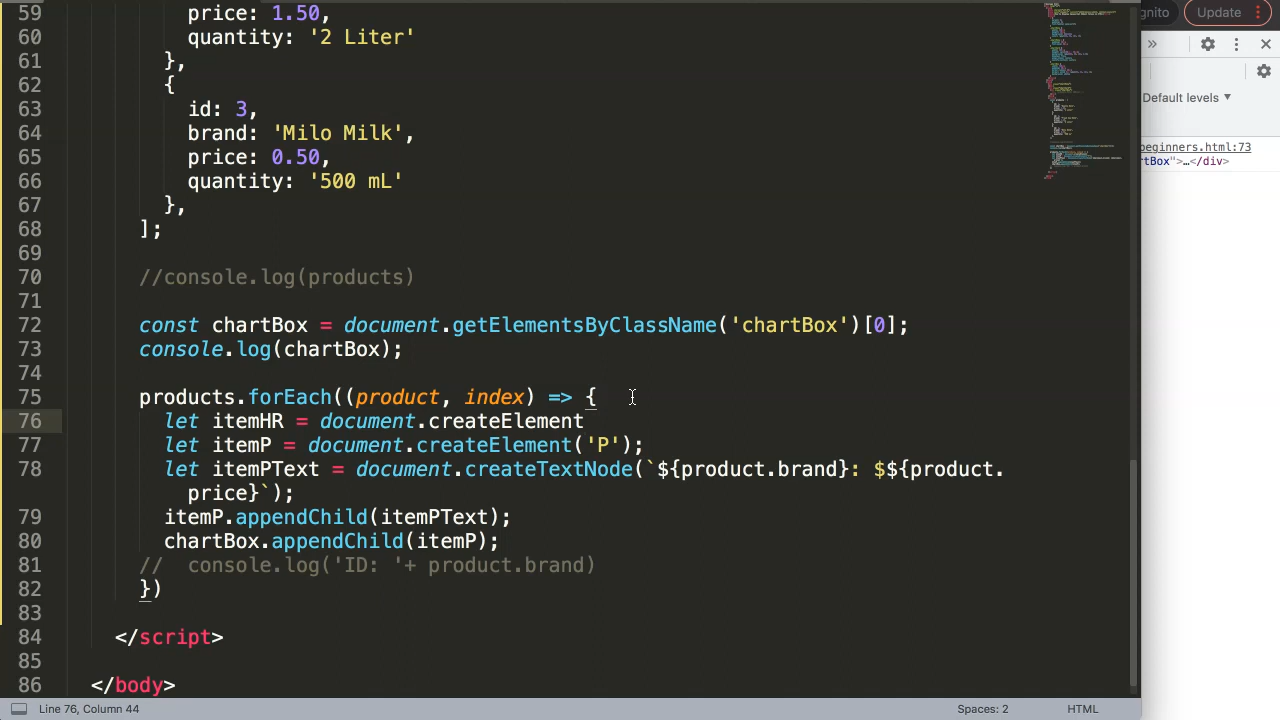 59 price: 1.50,
60 quantity: '2 Liter'
61 },
62 {
63 id: 3,
64 brand: 'Milo Milk',
65 price: 0.50,
66 quantity: '500 mL'
67 },
68 ];
69
70 //console.log(products)
71
72 const chartBox = document.getElementsByClassName('chartBox')[0];
73 console.log(chartBox);
74
75 products.forEach((product, index) => {
76 let itemHR = document.createElement
77 let itemP = document.createElement('P');
78 let itemPText = document.createTextNode(`${product.brand}: $${product.
price}`);
79 itemP.appendChild(itemPText);
80 chartBox.appendChild(itemP);
81 // console.log('ID: '+ product.brand)
82 })
83
84 </script>
85
86 </body>
Line 76, Column 44
Spaces: 2
HTML
gnito
Update
»
Default levels ▼
beginners.html:73
rtBox">…</div>